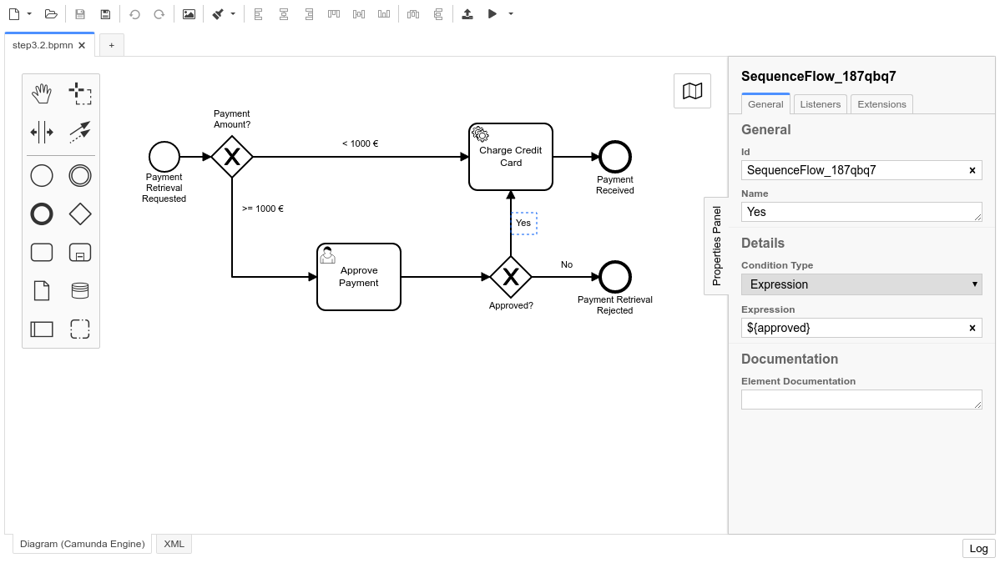 step3.2.bpmn
+
Payment
Amount?
< 1000 €
Charge Credit
Card
Payment
Retrieval
Requested
Payment
Received
>= 1000 €
Yes
Approve
Payment
No
Approved?
Payment Retrieval
Rejected
Properties Panel
SequenceFlow_187qbq7
General
Listeners
Extensions
General
Id
SequenceFlow_187qbq7
Name
Yes
Details
Condition Type
Expression
Expression
${approved}
Documentation
Element Documentation
Diagram (Camunda Engine)
XML
Log